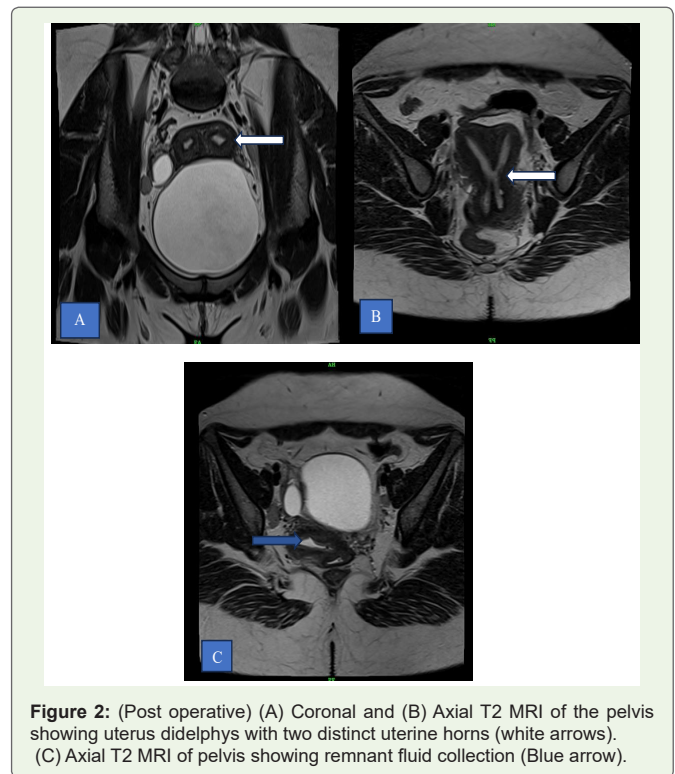 A
B
C
Figure 2: (Post operative) (A) Coronal and (B) Axial T2 MRI of the pelvis
showing uterus didelphys with two distinct uterine horns (white arrows).
(C) Axial T2 MRI of pelvis showing remnant fluid collection (Blue arrow).